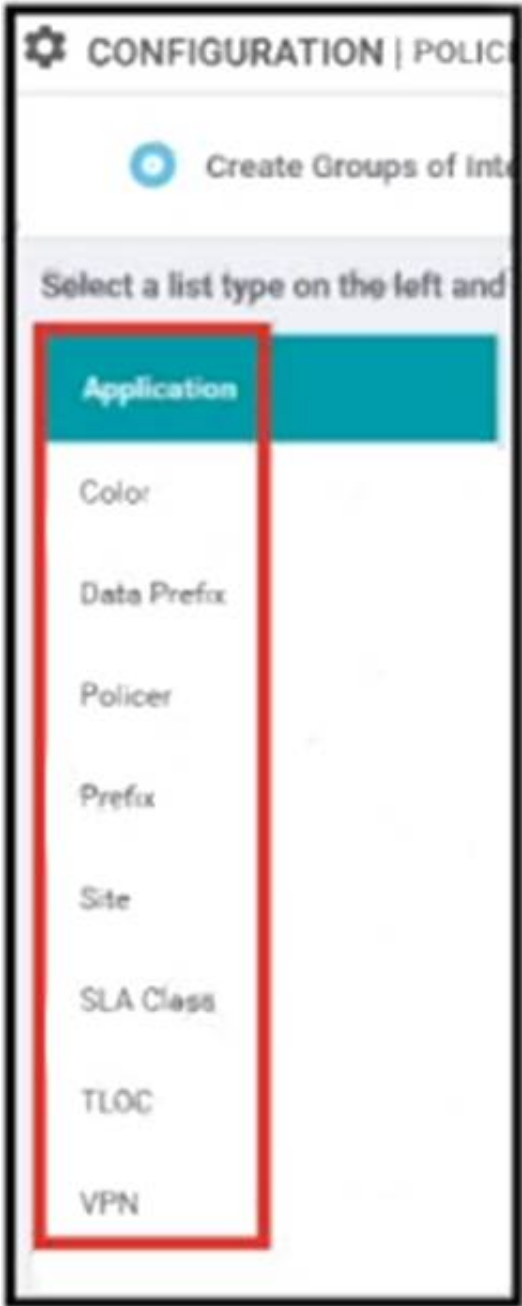 CONFIGURATION | POLIC
Create Groups of Inte
Select a list type on the left and
Application
Color
Data Prefix
Policer
Prefix
Site
SLA Class
TLOC
VPN